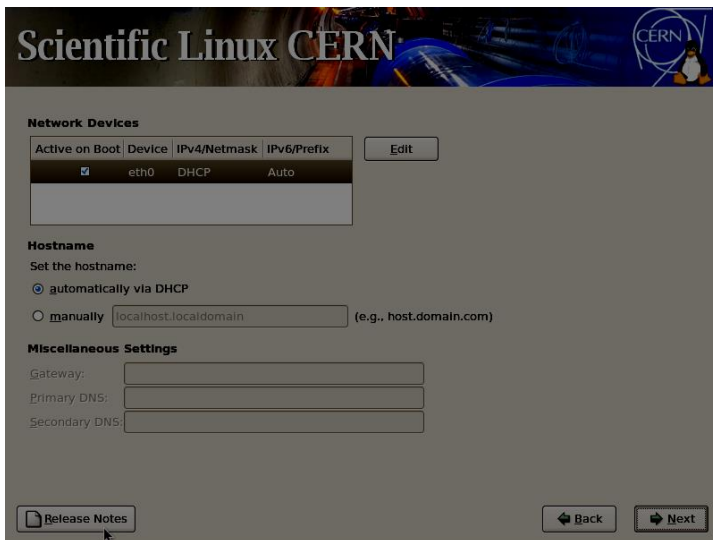 Scientific Linux CERN
CERN
Network Devices
Active on Boot Device IPv4/Netmask IPv6/Prefix
Edit
eth0 DHCP Auto
Hostname
Set the hostname:
automatically via DHCP
manually localhost.localdomain (e.g., host.domain.com)
Miscellaneous Settings
Gateway:
Primary DNS:
Secondary DNS:
Release Notes Back Next